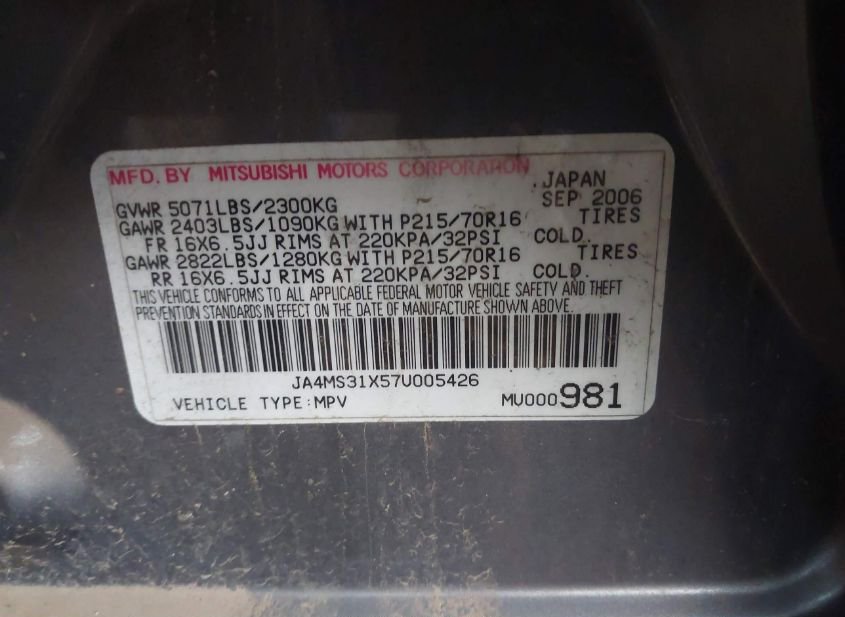 MFD. BY MITSUBISHI MOTORS CORPORATION
JAPAN
GVWR 5071LBS/2300KG SEP 2006
GAWR 2403LBS/1090KG WITH P215/70R16 TIRES
FR 16X6.5JJ RIMS AT 220KPA/32PSI COLD.
GAWR 2822LBS/1280KG WITH P215/70R16 TIRES
RR 16X6.5JJ RIMS AT 220KPA/32PSI COLD.
THIS VEHICLE CONFORMS TO ALL APPLICABLE FEDERAL MOTOR VEHICLE SAFETY AND THEFT
PREVENTION STANDARDS IN EFFECT ON THE DATE OF MANUFACTURE SHOWN ABOVE.
JA4MS31X57U005426
VEHICLE TYPE:MPV MU000981